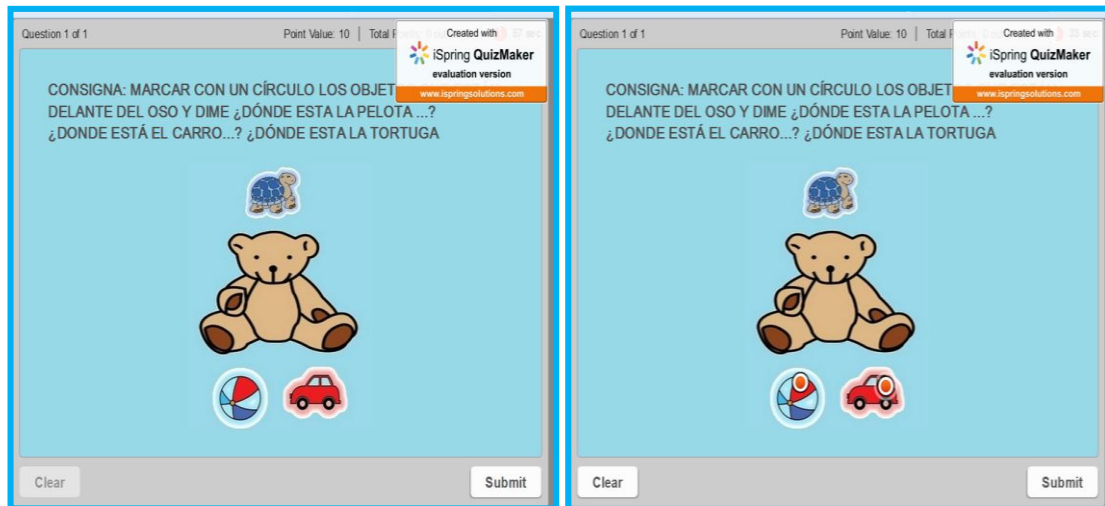 Question 1 of 1
Point Value: 10 | Total
Created with
iSpring QuizMaker
evaluation version
www.ispringsolutions.com
CONSIGNA: MARCAR CON UN CÍRCULO LOS
DELANTE DEL OSO Y DIME ¿DÓNDE ESTA LA PELOTA ...?
¿DONDE ESTÁ EL CARRO...? ¿DÓNDE ESTA LA TORTUGA
Clear
Submit
Question 1 of 1
Point Value: 10 | Total
Created with
iSpring QuizMaker
evaluation version
www.ispringsolutions.com
CONSIGNA: MARCAR CON UN CÍRCULO LOS
DELANTE DEL OSO Y DIME ¿DÓNDE ESTA LA PELOTA ...?
¿DONDE ESTÁ EL CARRO...? ¿DÓNDE ESTA LA TORTUGA
Clear
Submit